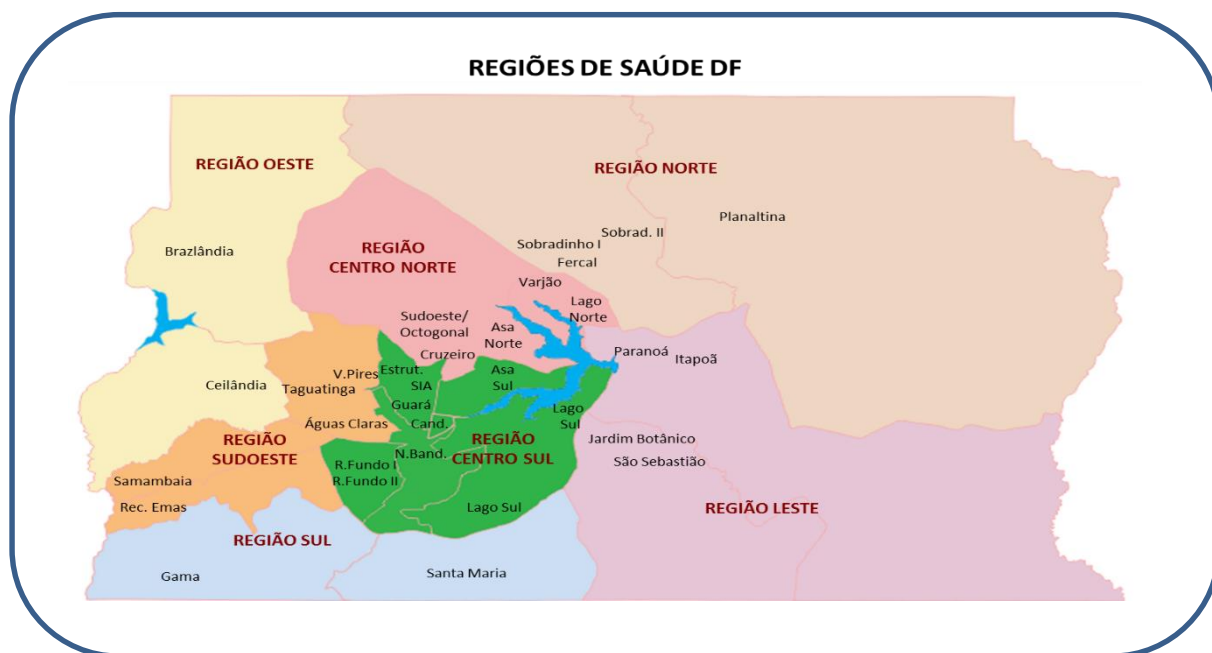 REGIÕES DE SAÚDE DF
REGIÃO OESTE
Brazlândia
Ceilândia
REGIÃO NORTE
Planaltina
Sobrad. II
Sobradinho I
Fercal
REGIÃO
CENTRO NORTE
Varjão
Lago
Norte
Asa
Norte
Sudoeste/
Octogonal
Cruzeiro
V.Pires
Taguatinga
Águas Claras
REGIÃO
SUDOESTE
Samambaia
Rec. Emas
Estrut.
SIA
Guará
Cand.
Asa
Sul
Lago
Sul
N.Band.
REGIÃO
CENTRO SUL
R.Fundo I
R.Fundo II
Lago Sul
Paranoá
Itapoã
Jardim Botânico
São Sebastião
REGIÃO LESTE
REGIÃO SUL
Gama
Santa Maria